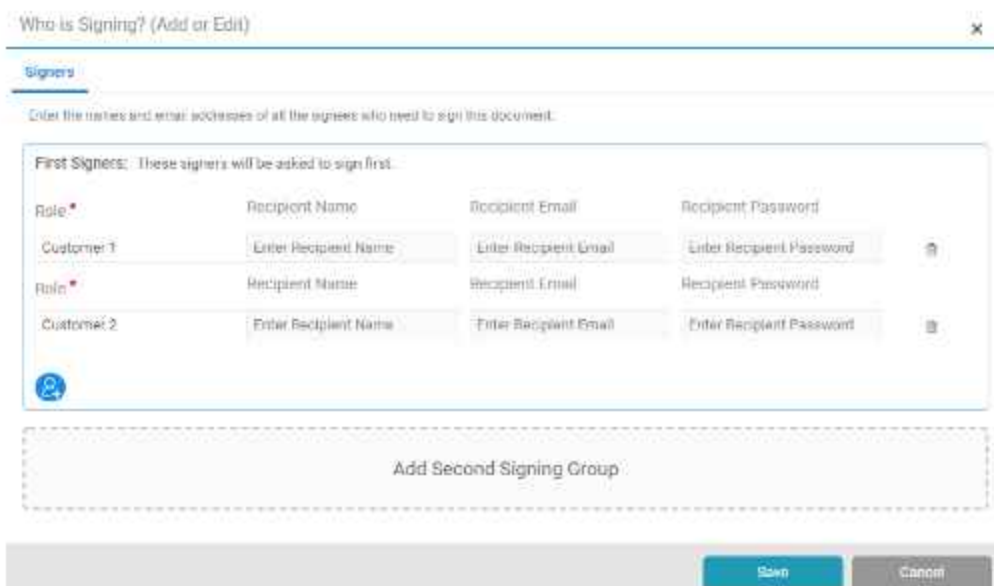 Who is Signing? (Add or Edit)
Signers
Enter the names and email addresses of all the signees who need to sign this document.
First Signers: These signers will be asked to sign first.
Role * Recipient Name Recipient Email Recipient Password
Customer 1 Enter Recipient Name Enter Recipient Email Enter Recipient Password
Role * Recipient Name Recipient Email Recipient Password
Customer 2 Enter Recipient Name Enter Recipient Email Enter Recipient Password
Add Second Signing Group
Save Cancel